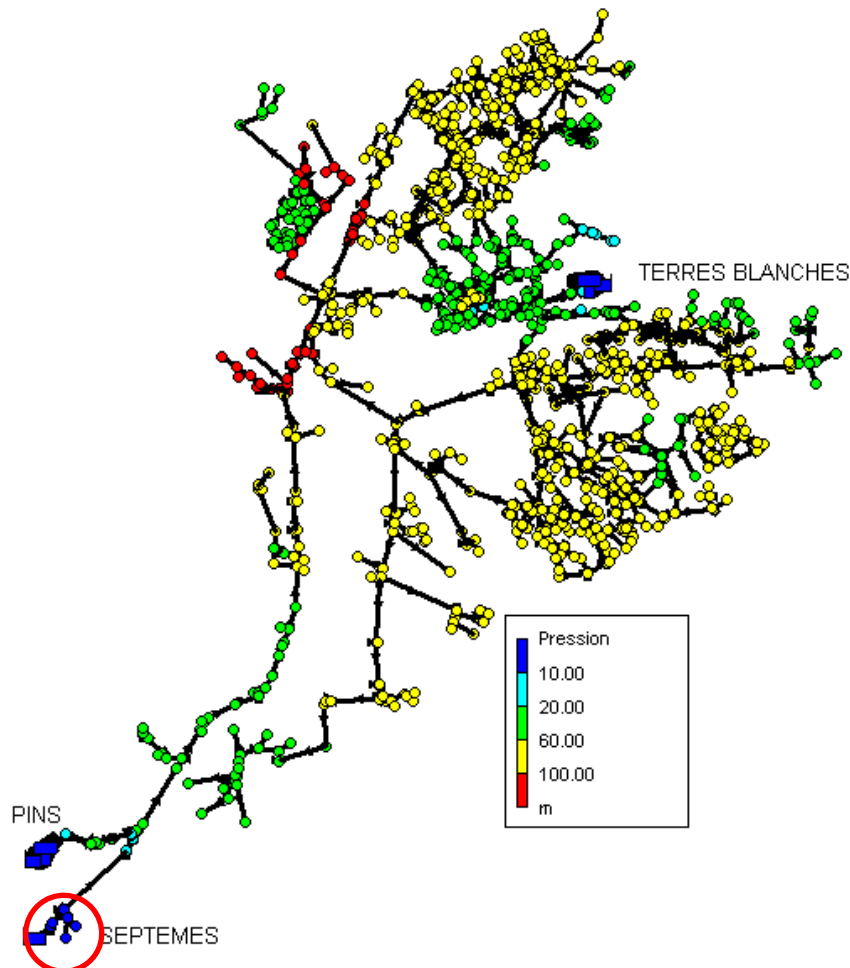 TERRES BLANCHES
Pression
10.00
20.00
60.00
100.00
m
PINS
SEPTEMES